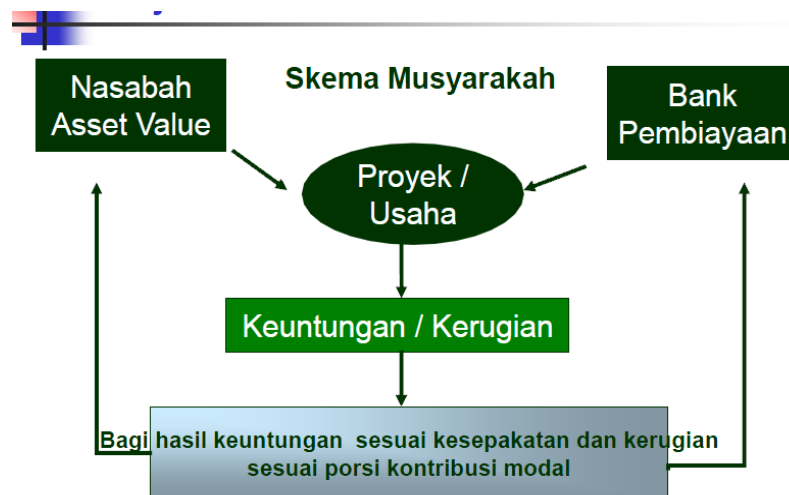 Skema Musyarakah
Nasabah
Asset Value
Bank
Pembiayaan
Proyek /
Usaha
Keuntungan / Kerugian
Bagi hasil keuntungan sesuai kesepakatan dan kerugian
sesuai porsi kontribusi modal